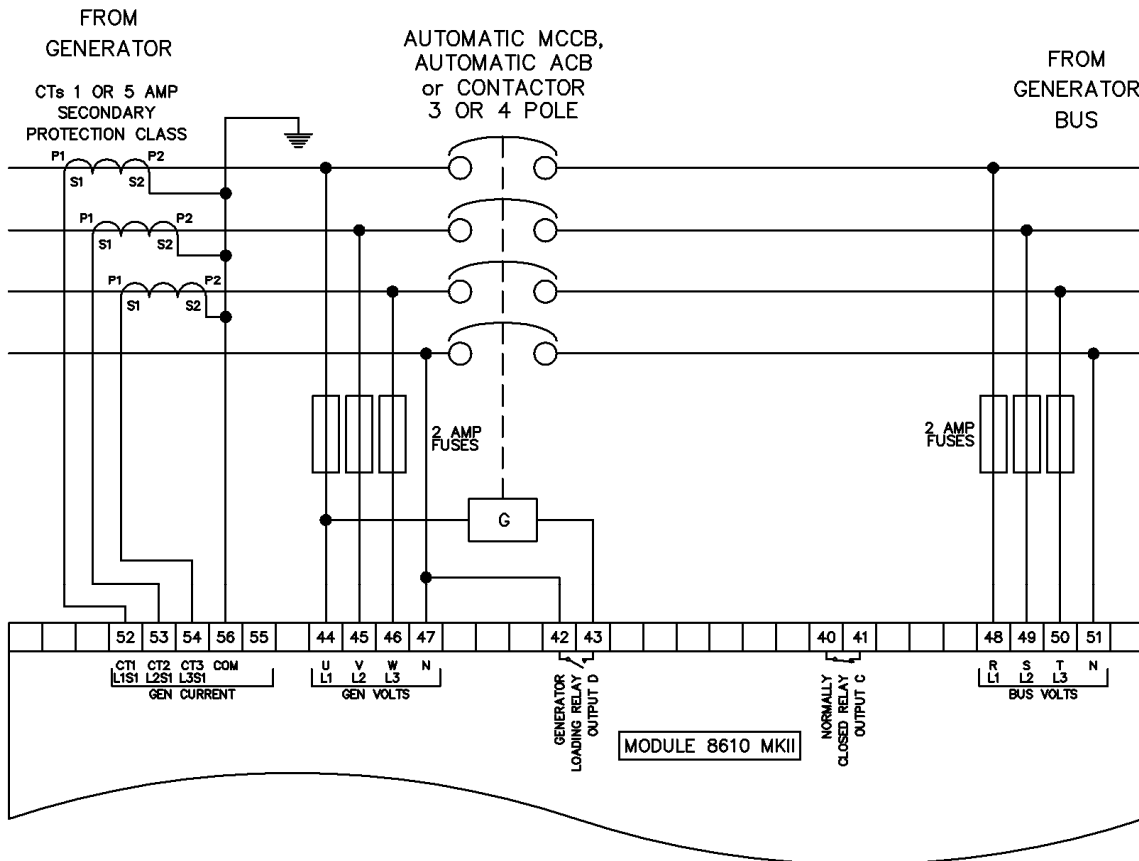 FROM
GENERATOR
CTs 1 OR 5 AMP
SECONDARY
PROTECTION CLASS
AUTOMATIC MCCB,
AUTOMATIC ACB
or CONTACTOR
3 OR 4 POLE
FROM
GENERATOR
BUS
P1 P2
S1 S2
P1 P2
S1 S2
P1 P2
S1 S2
2 AMP
FUSES
2 AMP
FUSES
G
52 53 54 56 55 44 45 46 47 42 43 40 41 48 49 50 51
CT1 CT2 CT3 COM
L1S1 L2S1 L3S1
GEN CURRENT
U V W N
L1 L2 L3
GEN VOLTS
GENERATOR
LOADING RELAY
OUTPUT D
MODULE 8610 MKII
NORMALLY
CLOSED RELAY
OUTPUT C
R S T N
L1 L2 L3
BUS VOLTS